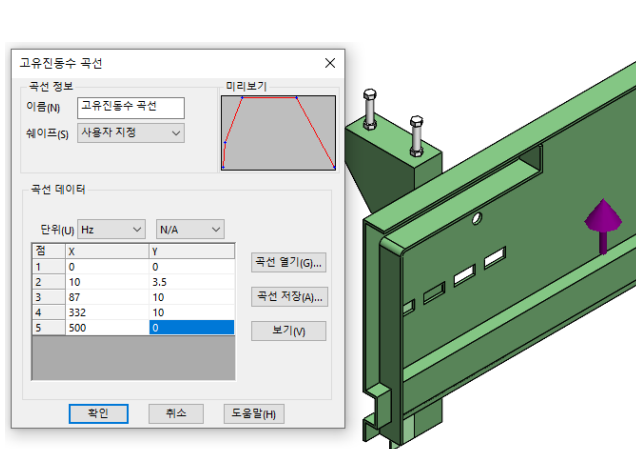 고유진동수 곡선
곡선 정보
미리보기
이름(N) 고유진동수 곡선
쉐이프(S) 사용자 지정
곡선 데이터
단위(U) Hz N/A
점 X Y
1 0 0
2 10 3.5
3 87 10
4 332 10
5 500 0
곡선 열기(G)...
곡선 저장(A)...
보기(V)
확인 취소 도움말(H)